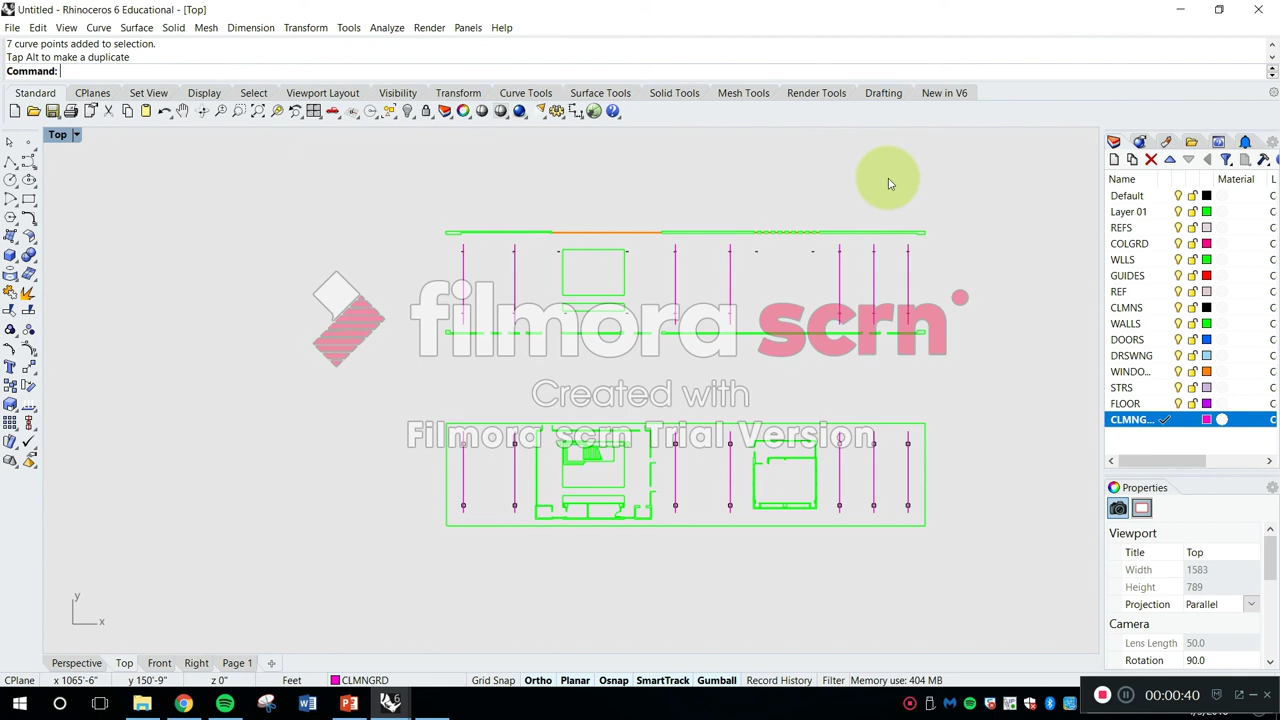 Untitled - Rhinoceros 6 Educational - [Top]
File Edit View Curve Surface Solid Mesh Dimension Transform Tools Analyze Render Panels Help
7 curve points added to selection.
Tap Alt to make a duplicate
Command:
Standard CPlanes Set View Display Select Viewport Layout Visibility Transform Curve Tools Surface Tools Solid Tools Mesh Tools Render Tools Drafting New in V6
Top
Name Material L
Default C
Layer 01 C
REFS C
COLGRD C
WLLS C
GUIDES C
REF C
CLMNS C
WALLS C
DOORS C
DRSWNG C
WINDO... C
STRS C
FLOOR C
CLMNG... C
filmora scrn
Created with
Filmora scrn Trial Version
Properties
Viewport
Title Top
Width 1583
Height 789
Projection Parallel
Camera
Lens Length 50.0
Rotation 90.0
y
x
Perspective Top Front Right Page 1
CPlane x 1065'-6" y 150'-9" z 0" Feet CLMNGRD Grid Snap Ortho Planar Osnap SmartTrack Gumball Record History Filter Memory use: 404 MB
00:00:40